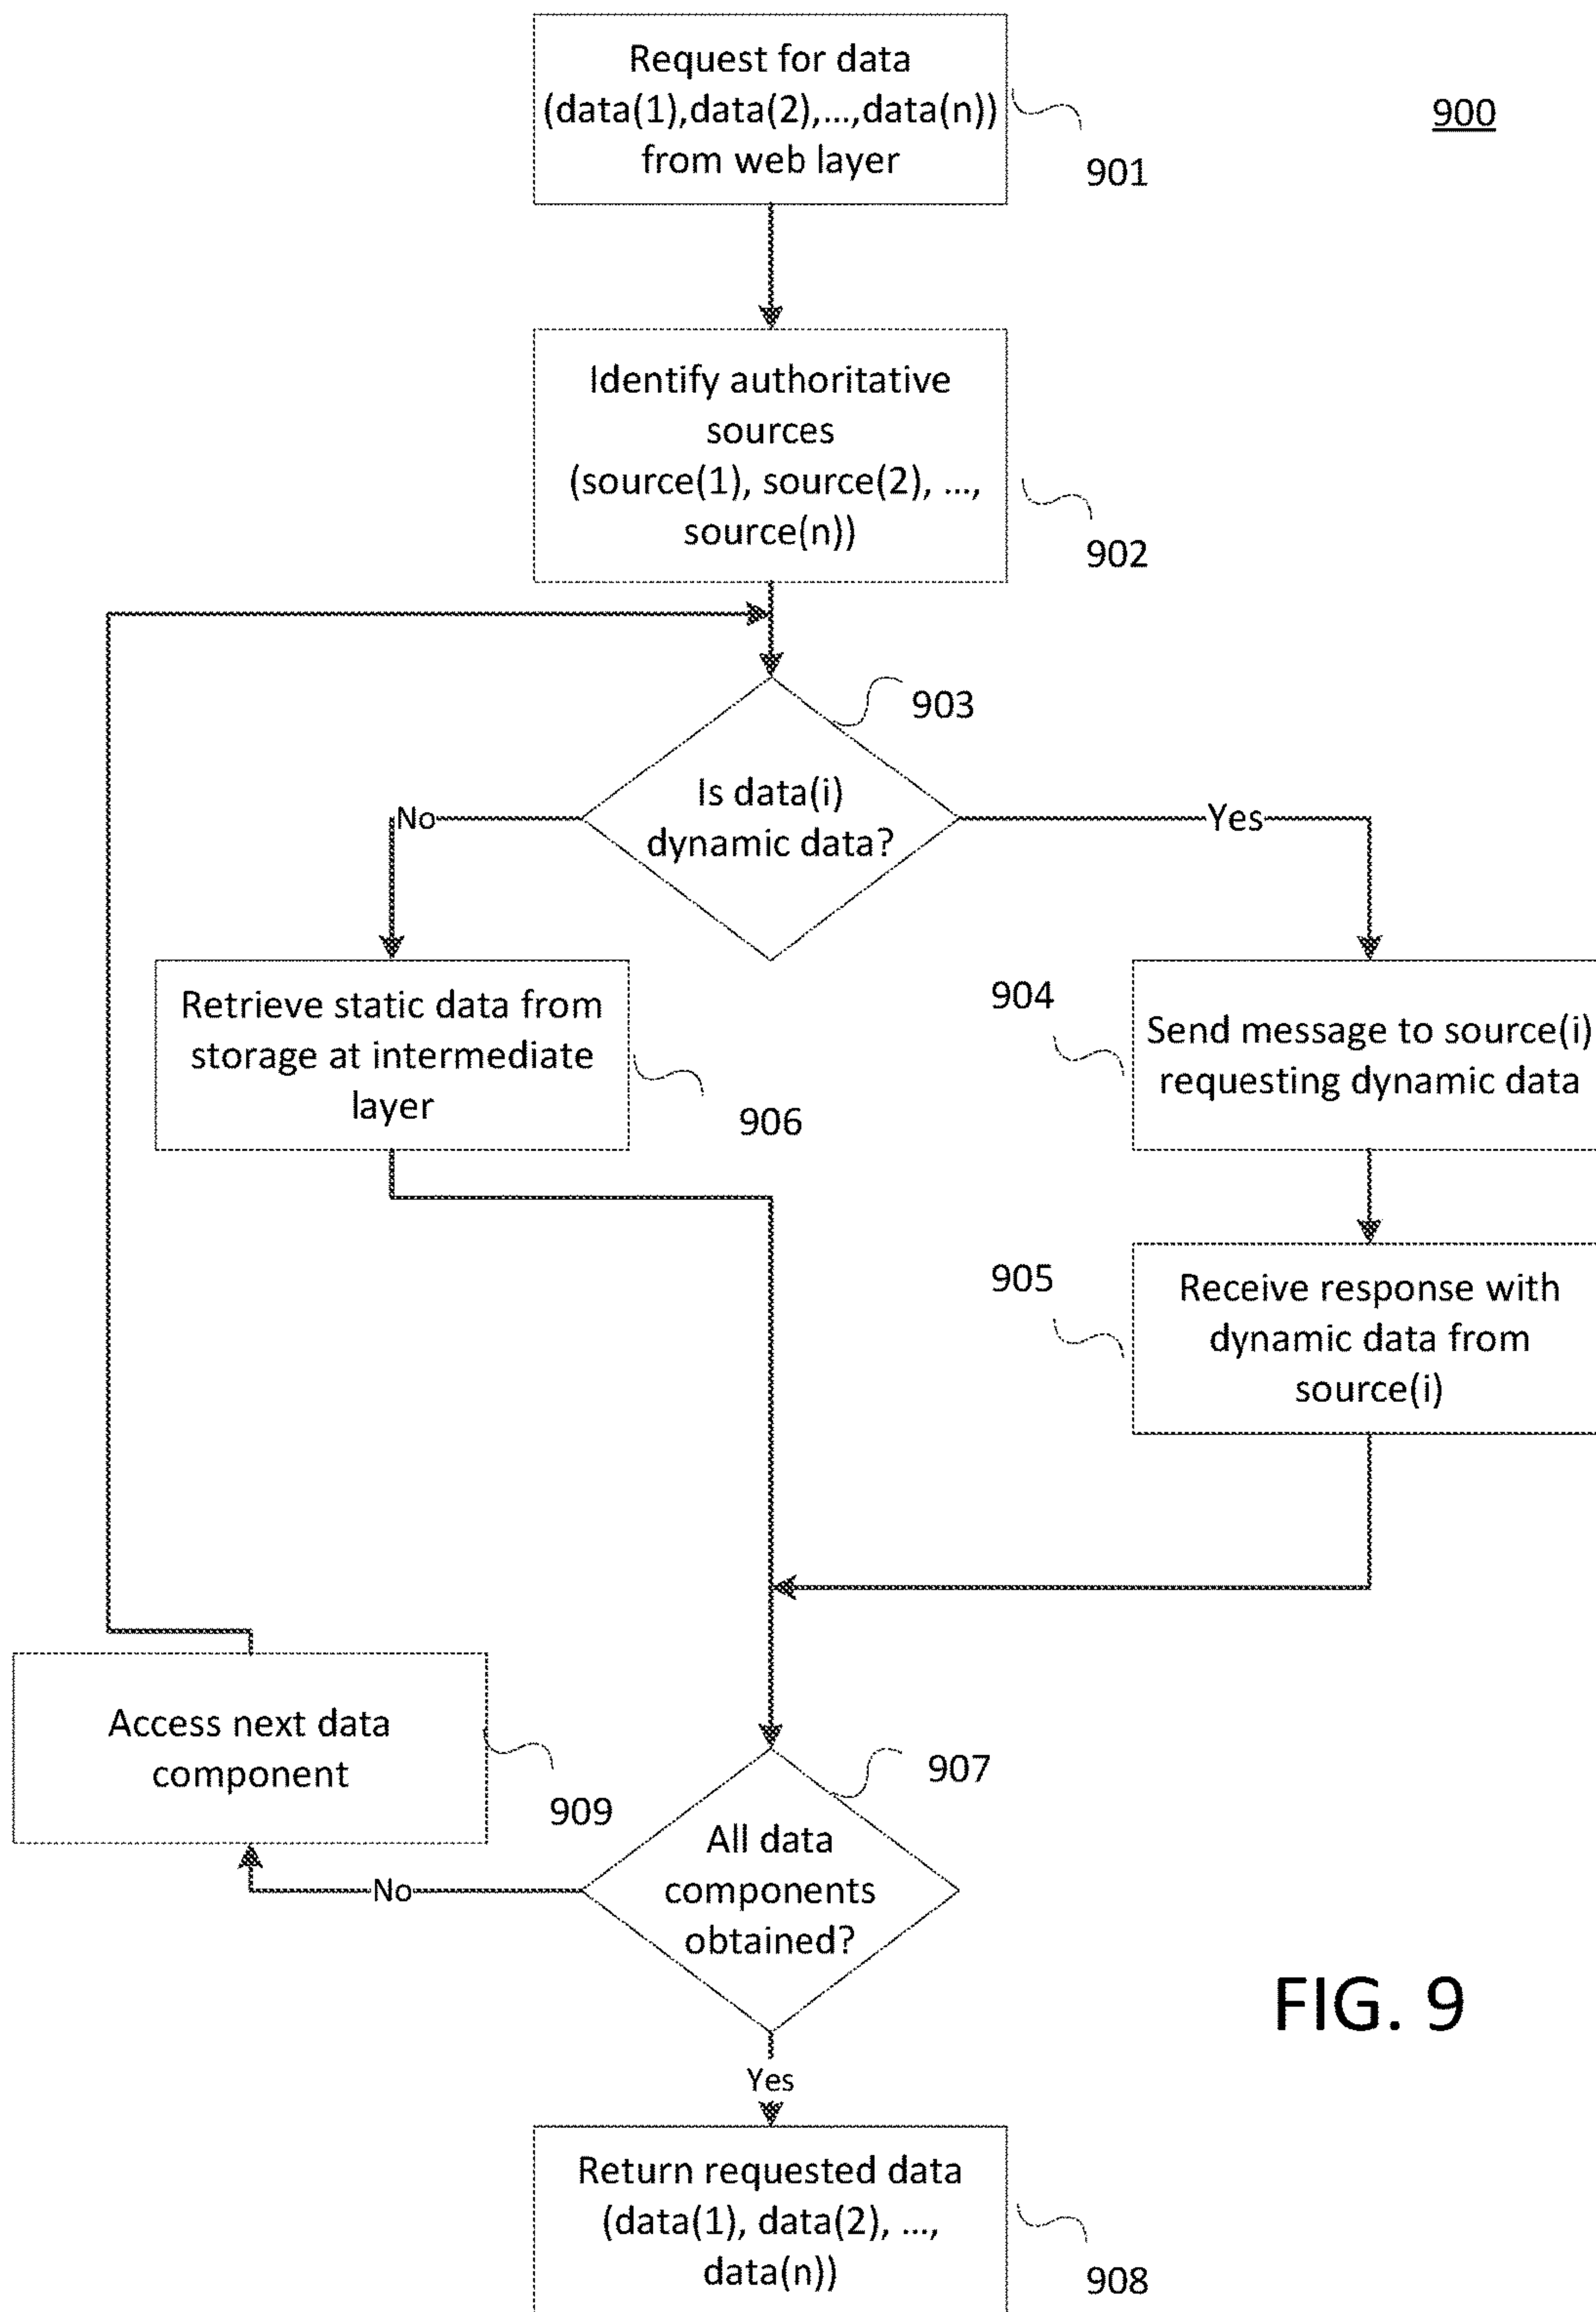 Request for data
(data(1),data(2),...,data(n))
from web layer
900
901
Identify authoritative
sources
(source(1), source(2), ...,
source(n))
902
903
Is data(i)
dynamic data?
No
Yes
Retrieve static data from
storage at intermediate
layer
906
904
Send message to source(i)
requesting dynamic data
905
Receive response with
dynamic data from
source(i)
Access next data
component
909
907
All data
components
obtained?
No
Yes
FIG. 9
Return requested data
(data(1), data(2), ...,
data(n))
908